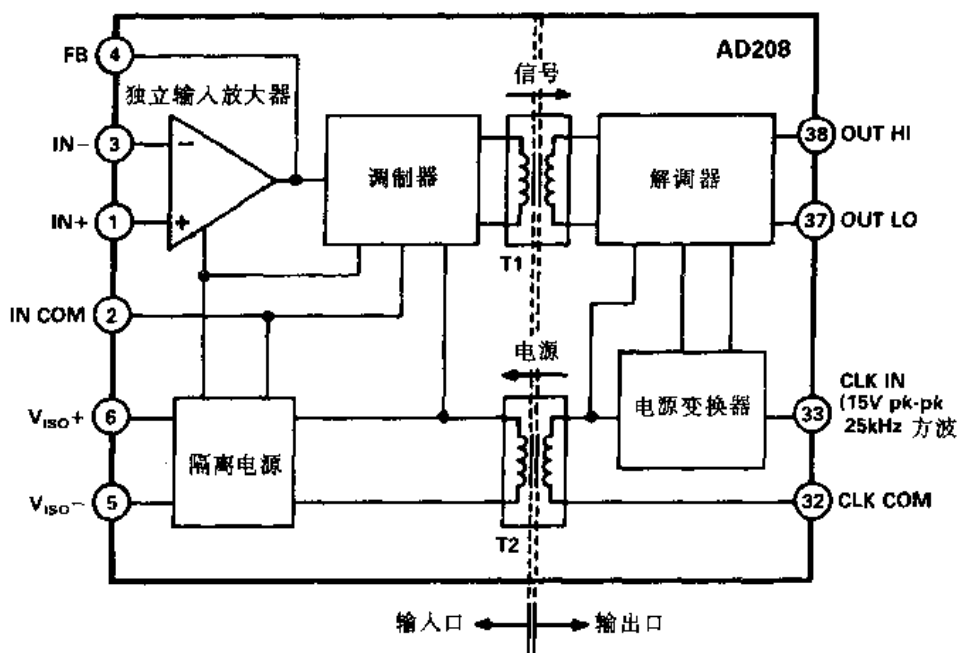 AD208
FB
4
信号
独立输入放大器
IN−
3
−
38
OUT HI
调制器
解调器
IN+
1
+
37
OUT LO
T1
IN COM
2
电源
CLK IN
(15V pk-pk
25kHz 方波
VISO+
6
电源变换器
33
隔离电源
VISO−
5
32
CLK COM
T2
输入口
输出口